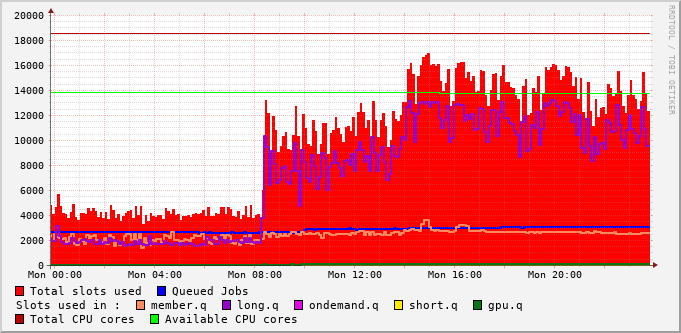 20000
18000
16000
14000
12000
10000
8000
6000
4000
2000
0
Mon 00:00 Mon 04:00 Mon 08:00 Mon 12:00 Mon 16:00 Mon 20:00
Total slots used Queued Jobs
Slots used in : member.q long.q ondemand.q short.q gpu.q
Total CPU cores Available CPU cores
RRDTOOL / TOBI OETIKER